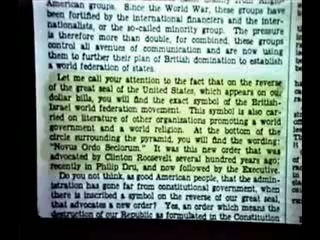 American groups. Since the World War, these groups have
been fortified by the international financiers and the inter-
nationalists, or the so-called minority group. The pressure
is therefore more than double, for combined, these groups
control all avenues of communication and are now using
them to further their plan of British domination to establish
a world federation of states.
Let me call your attention to the fact that on the reverse
of the great seal of the United States, which appears on our
dollar bills, you will find the exact symbol of the British-
Israel world federation movement. This symbol is also car-
ried on literature of other organizations promoting a world
government and a world religion. At the bottom of the
circle surrounding the pyramid, you will find the wording:
"Novus Ordo Seclorum." It was this new order that was
advocated by Clinton Roosevelt several hundred years ago;
recently in Philip Dru, and now followed by the Executive.
Do you not think, as good American people, that the admin-
istration has gone far from constitutional government, when
there is inscribed a symbol on the reverse of our great seal,
that advocates a new order? Yes, an order which means the
destruction of our Republic as formulated in the Constitution